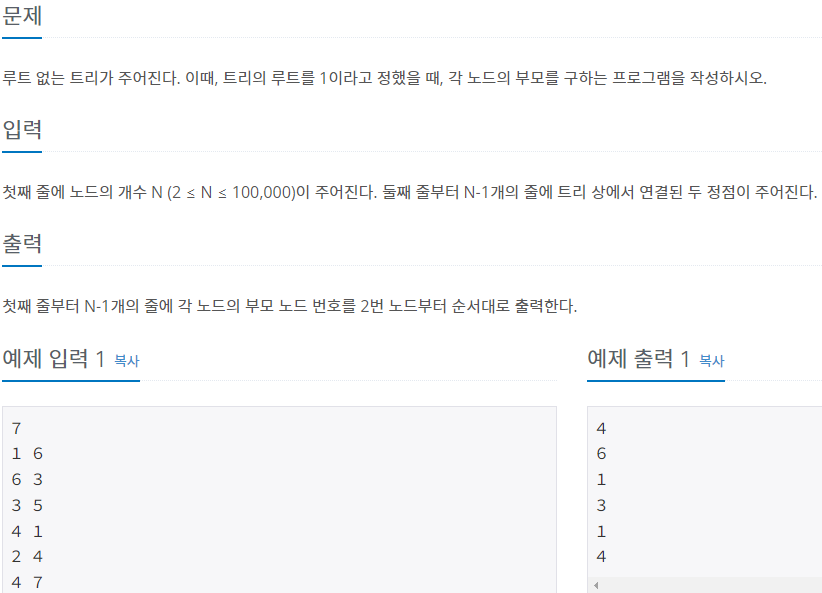 문제
루트 없는 트리가 주어진다. 이때, 트리의 루트를 1이라고 정했을 때, 각 노드의 부모를 구하는 프로그램을 작성하시오.
입력
첫째 줄에 노드의 개수 N (2 ≤ N ≤ 100,000)이 주어진다. 둘째 줄부터 N-1개의 줄에 트리 상에서 연결된 두 정점이 주어진다.
출력
첫째 줄부터 N-1개의 줄에 각 노드의 부모 노드 번호를 2번 노드부터 순서대로 출력한다.
예제 입력 1 복사
7
1 6
6 3
3 5
4 1
2 4
4 7
예제 출력 1 복사
4
6
1
3
1
4